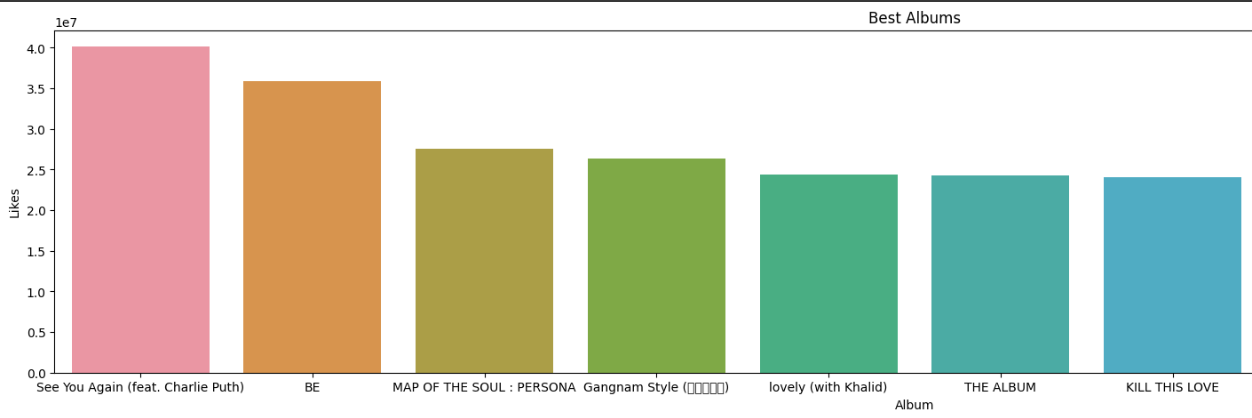 Best Albums
1e7
4.0
3.5
3.0
2.5
2.0
1.5
1.0
0.5
0.0
Likes
See You Again (feat. Charlie Puth) BE MAP OF THE SOUL : PERSONA Gangnam Style (▯▯▯▯▯) lovely (with Khalid) THE ALBUM KILL THIS LOVE
Album